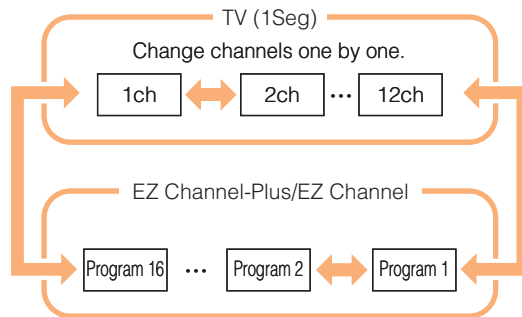 TV (1Seg)
Change channels one by one.
1ch 2ch ··· 12ch
EZ Channel-Plus/EZ Channel
Program 16 ··· Program 2 Program 1